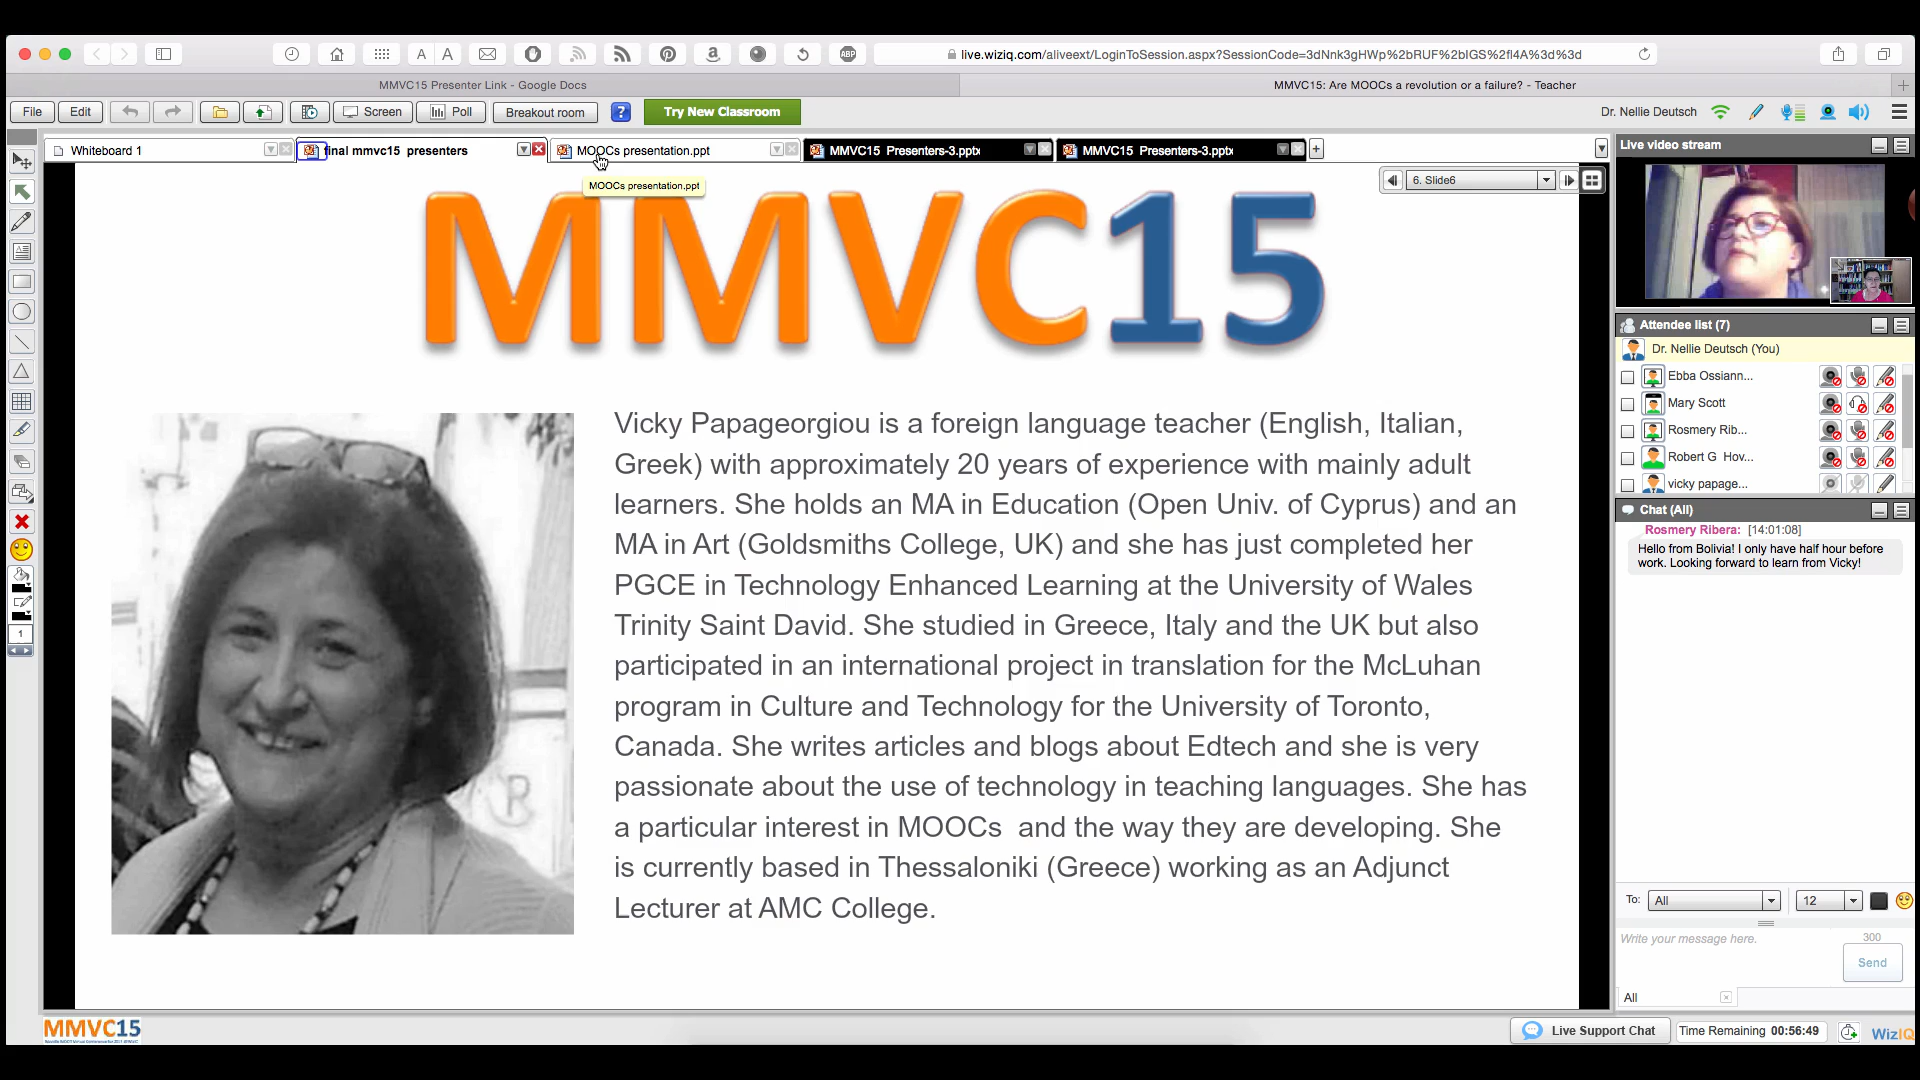 live.wiziq.com/aliveext/LoginToSession.aspx?SessionCode=3dNnk3gHWp%2bRUF%2bIGS%2fl4A%3d%3d
A A
ABP
MMVC15 Presenter Link - Google Docs
MMVC15: Are MOOCs a revolution or a failure? - Teacher
File
Edit
Screen
Poll
Breakout room
?
Try New Classroom
Dr. Nellie Deutsch
Whiteboard 1
final mmvc15 presenters
MOOCs presentation.ppt
MMVC15 Presenters-3.pptx
MMVC15 Presenters-3.pptx
MOOCs presentation.ppt
6. Slide6
MMVC15
Vicky Papageorgiou is a foreign language teacher (English, Italian,
Greek) with approximately 20 years of experience with mainly adult
learners. She holds an MA in Education (Open Univ. of Cyprus) and an
MA in Art (Goldsmiths College, UK) and she has just completed her
PGCE in Technology Enhanced Learning at the University of Wales
Trinity Saint David. She studied in Greece, Italy and the UK but also
participated in an international project in translation for the McLuhan
program in Culture and Technology for the University of Toronto,
Canada. She writes articles and blogs about Edtech and she is very
passionate about the use of technology in teaching languages. She has
a particular interest in MOOCs and the way they are developing. She
is currently based in Thessaloniki (Greece) working as an Adjunct
Lecturer at AMC College.
1
Live video stream
Attendee list (7)
Dr. Nellie Deutsch (You)
Ebba Ossiann...
Mary Scott
Rosmery Rib...
Robert G Hov...
vicky papage...
Chat (All)
Rosmery Ribera: [14:01:08]
Hello from Bolivia! I only have half hour before
work. Looking forward to learn from Vicky!
To: All 12
Write your message here.
300
Send
All
MMVC15
Live Support Chat
Time Remaining 00:56:49
WizIQ